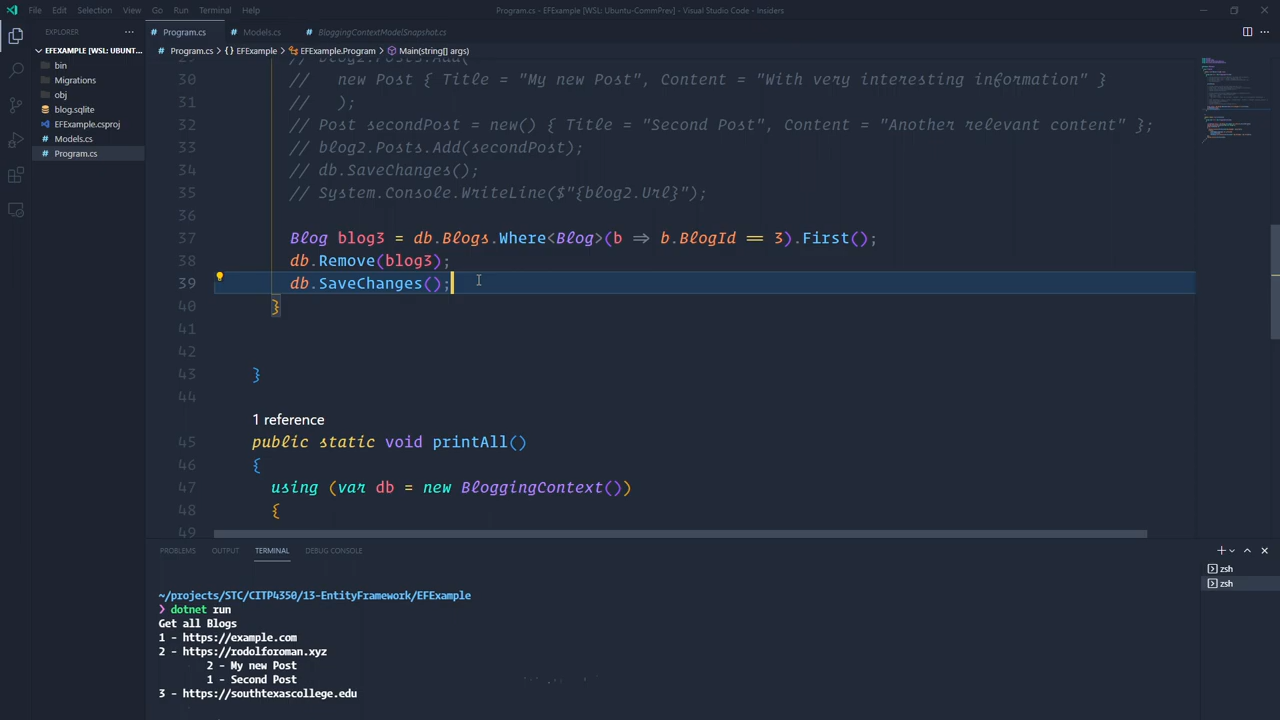 File Edit Selection View Go Run Terminal Help
Program.cs - EFExample [WSL: Ubuntu-CommPrev] - Visual Studio Code - Insiders
EXPLORER
EFEXAMPLE [WSL: UBUNT...
bin
Migrations
obj
blog.sqlite
EFExample.csproj
Models.cs
Program.cs
Program.cs Models.cs BloggingContextModelSnapshot.cs
Program.cs > {} EFExample > EFExample.Program > Main(string[] args)
29 // blog2.Posts.Add(
30 // new Post { Title = "My new Post", Content = "With very interesting information" }
31 // );
32 // Post secondPost = new() { Title = "Second Post", Content = "Another relevant content" };
33 // blog2.Posts.Add(secondPost);
34 // db.SaveChanges();
35 // System.Console.WriteLine($"{blog2.Url}");
36
37 Blog blog3 = db.Blogs.Where<Blog>(b => b.BlogId == 3).First();
38 db.Remove(blog3);
39 db.SaveChanges();
40 }
41
42
43 }
44
1 reference
45 public static void printAll()
46 {
47 using (var db = new BloggingContext())
48 {
49
PROBLEMS OUTPUT TERMINAL DEBUG CONSOLE
zsh
zsh
~/projects/STC/CITP4350/13-EntityFramework/EFExample
❯ dotnet run
Get all Blogs
1 - https://example.com
2 - https://rodolforoman.xyz
2 - My new Post
1 - Second Post
3 - https://southtexascollege.edu